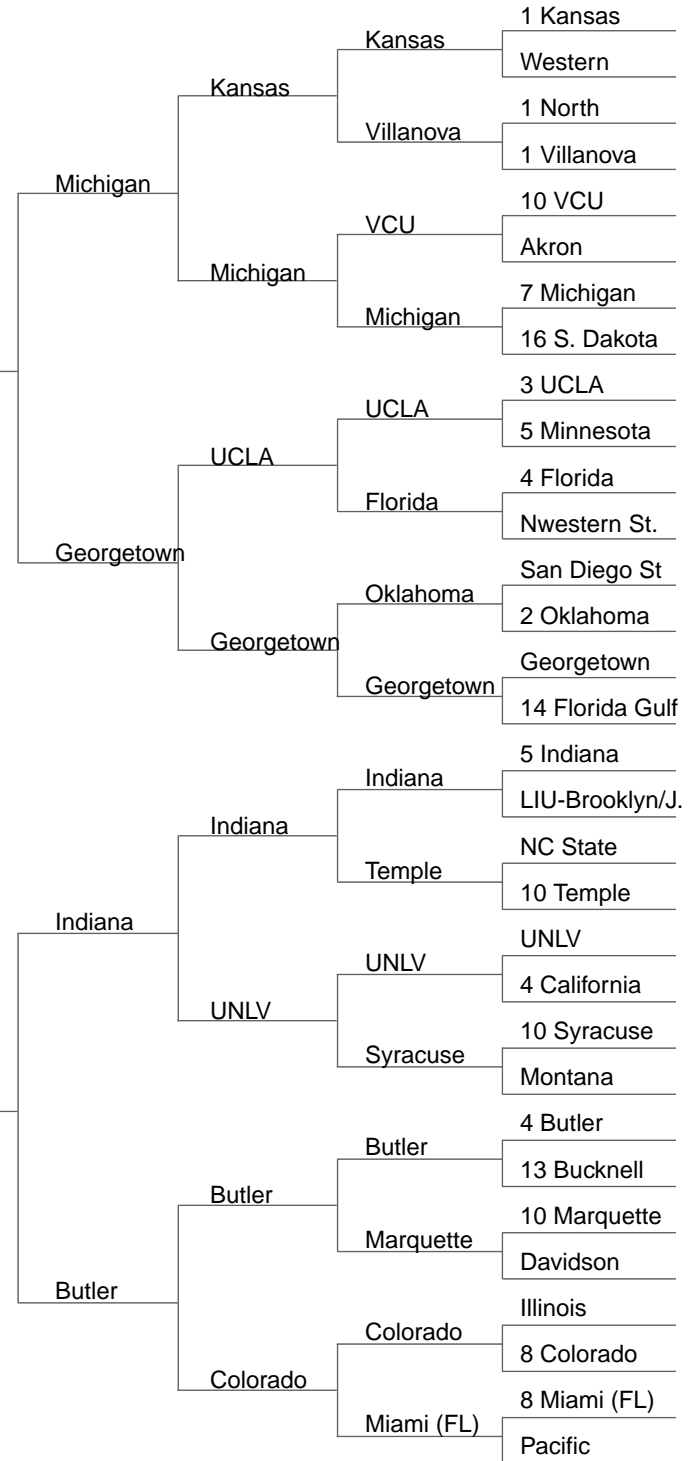 1 Kansas
Kansas
Western
Kansas
1 North
Villanova
1 Villanova
Michigan
10 VCU
VCU
Akron
Michigan
7 Michigan
Michigan
16 S. Dakota
3 UCLA
UCLA
5 Minnesota
UCLA
4 Florida
Florida
Nwestern St.
Georgetown
San Diego St
Oklahoma
2 Oklahoma
Georgetown
Georgetown
Georgetown
14 Florida Gulf
5 Indiana
Indiana
LIU-Brooklyn/J.
Indiana
NC State
Temple
10 Temple
Indiana
UNLV
UNLV
4 California
UNLV
10 Syracuse
Syracuse
Montana
4 Butler
Butler
13 Bucknell
Butler
10 Marquette
Marquette
Davidson
Butler
Illinois
Colorado
8 Colorado
Colorado
8 Miami (FL)
Miami (FL)
Pacific